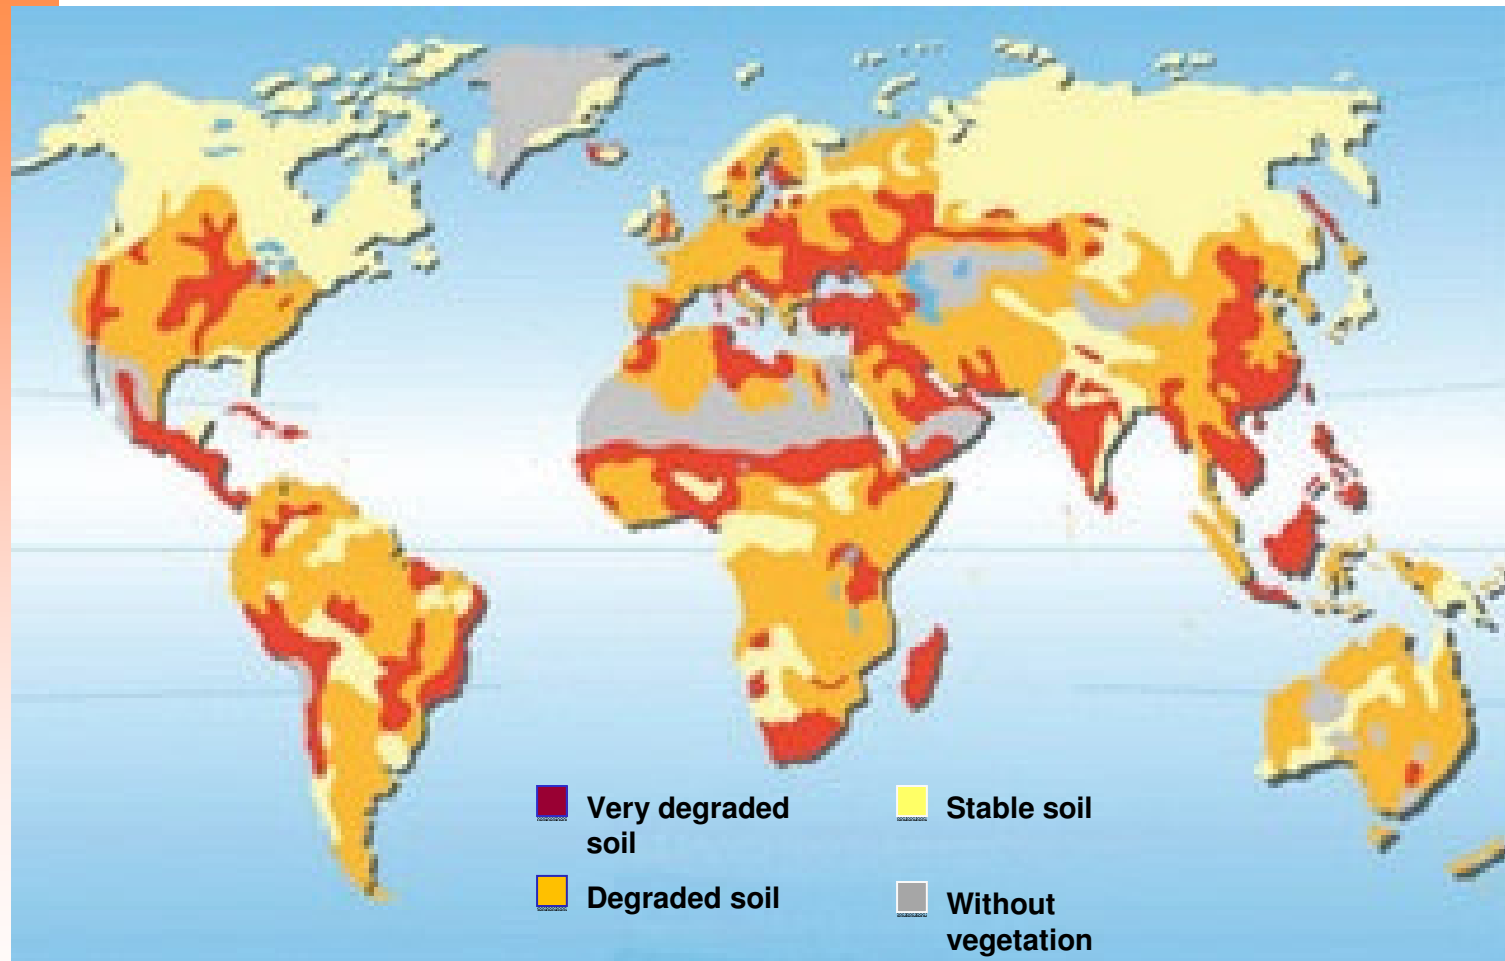 Very degraded
soil
Degraded soil
Stable soil
Without
vegetation